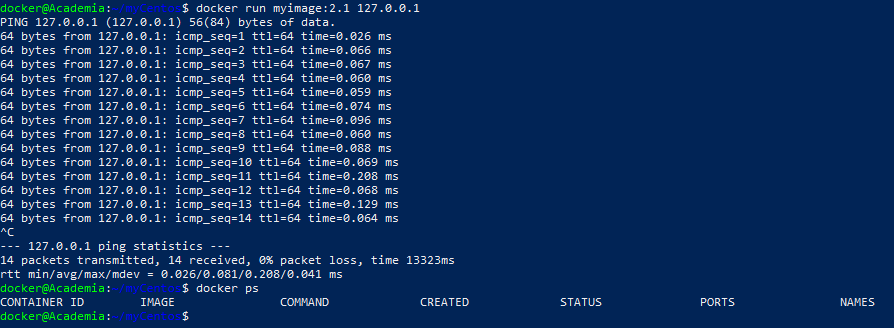 docker@Academia:~/myCentos$ docker run myimage:2.1 127.0.0.1
PING 127.0.0.1 (127.0.0.1) 56(84) bytes of data.
64 bytes from 127.0.0.1: icmp_seq=1 ttl=64 time=0.026 ms
64 bytes from 127.0.0.1: icmp_seq=2 ttl=64 time=0.066 ms
64 bytes from 127.0.0.1: icmp_seq=3 ttl=64 time=0.067 ms
64 bytes from 127.0.0.1: icmp_seq=4 ttl=64 time=0.060 ms
64 bytes from 127.0.0.1: icmp_seq=5 ttl=64 time=0.059 ms
64 bytes from 127.0.0.1: icmp_seq=6 ttl=64 time=0.074 ms
64 bytes from 127.0.0.1: icmp_seq=7 ttl=64 time=0.096 ms
64 bytes from 127.0.0.1: icmp_seq=8 ttl=64 time=0.060 ms
64 bytes from 127.0.0.1: icmp_seq=9 ttl=64 time=0.088 ms
64 bytes from 127.0.0.1: icmp_seq=10 ttl=64 time=0.069 ms
64 bytes from 127.0.0.1: icmp_seq=11 ttl=64 time=0.208 ms
64 bytes from 127.0.0.1: icmp_seq=12 ttl=64 time=0.068 ms
64 bytes from 127.0.0.1: icmp_seq=13 ttl=64 time=0.129 ms
64 bytes from 127.0.0.1: icmp_seq=14 ttl=64 time=0.064 ms
^C
--- 127.0.0.1 ping statistics ---
14 packets transmitted, 14 received, 0% packet loss, time 13323ms
rtt min/avg/max/mdev = 0.026/0.081/0.208/0.041 ms
docker@Academia:~/myCentos$ docker ps
CONTAINER ID IMAGE COMMAND CREATED STATUS PORTS NAMES
docker@Academia:~/myCentos$